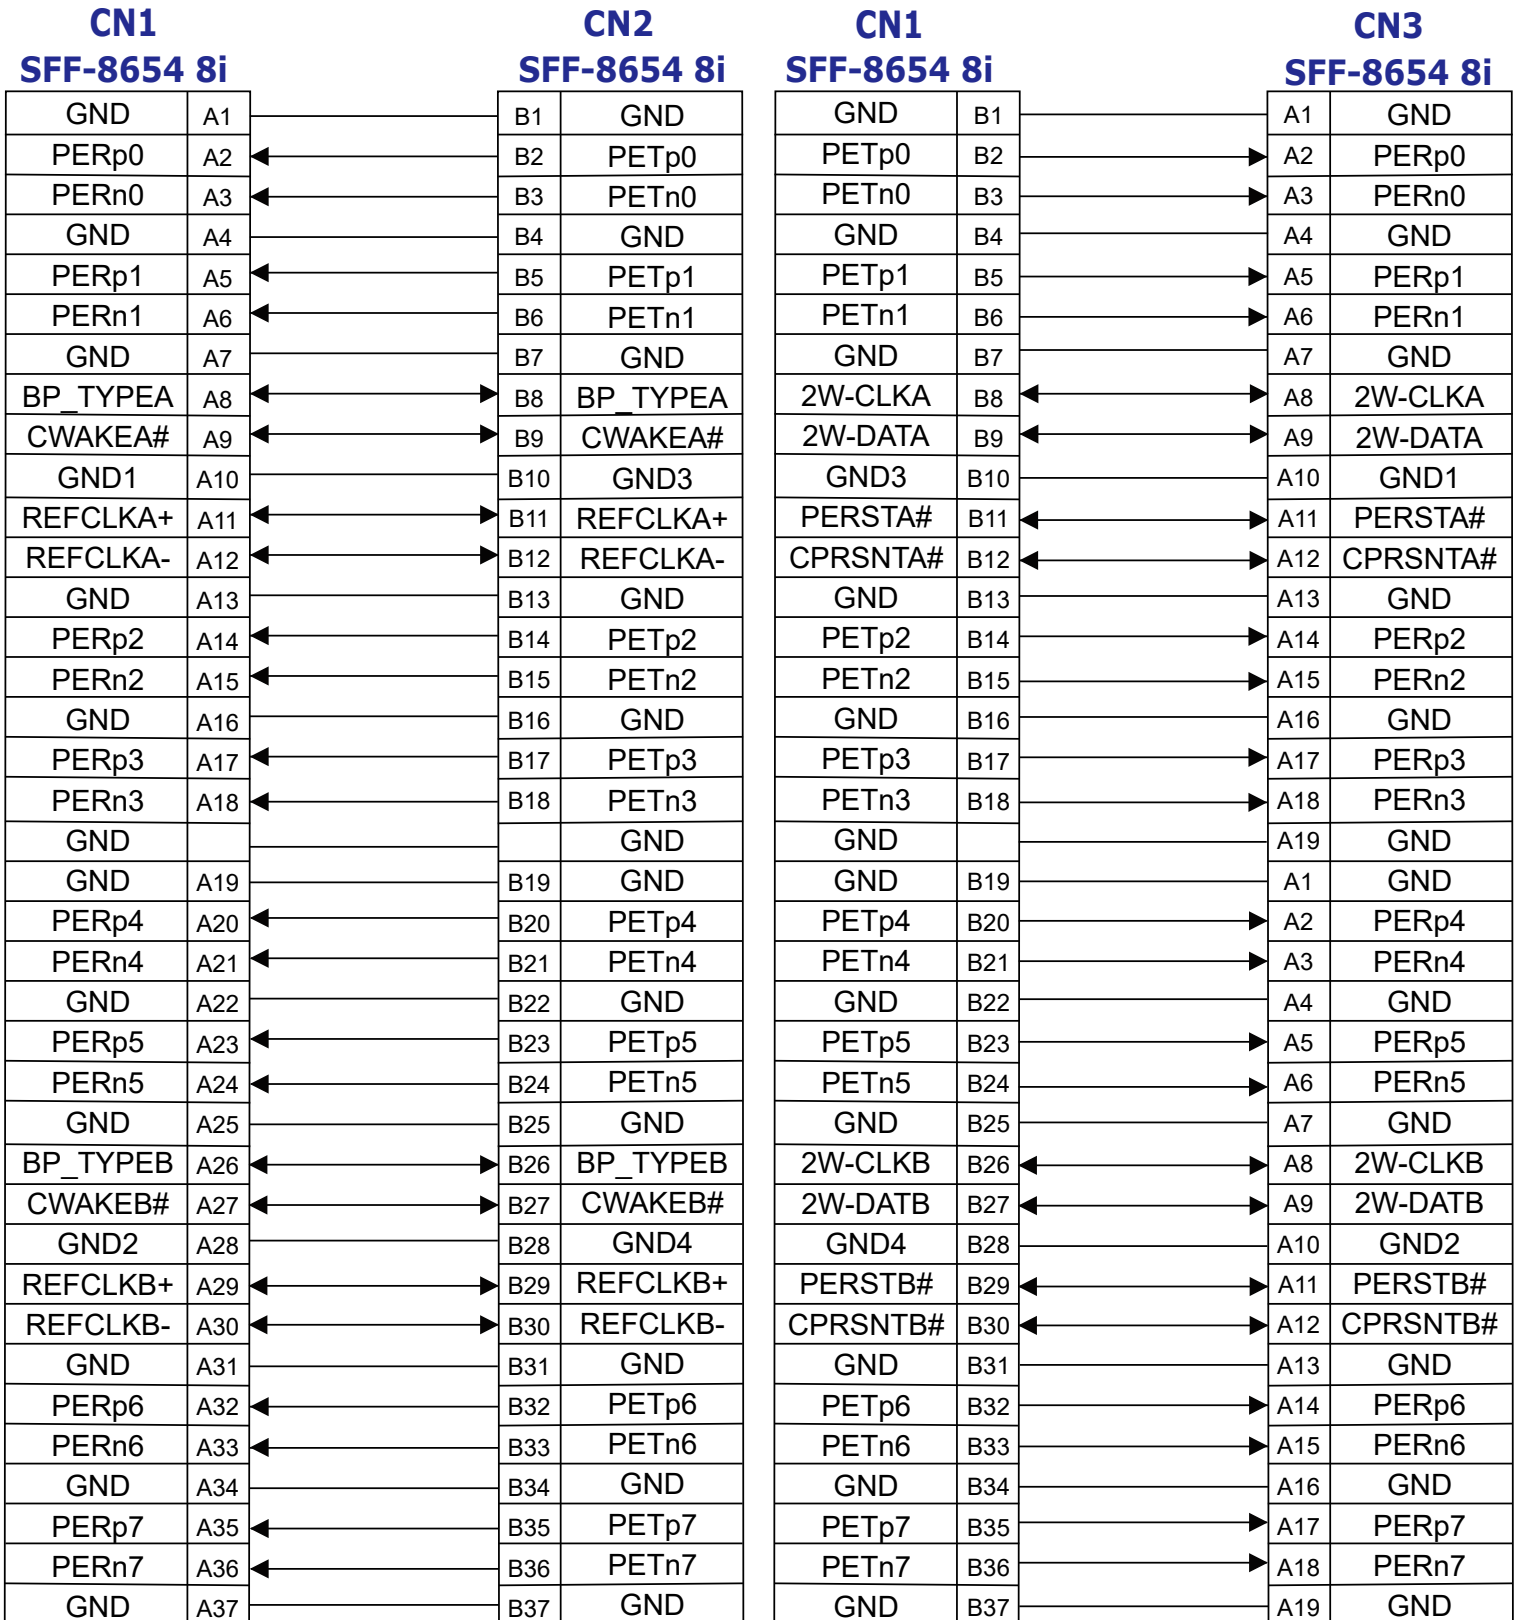 CN1 CN2 CN1 CN3
SFF-8654 8i SFF-8654 8i SFF-8654 8i SFF-8654 8i
GND A1 B1 GND GND B1 A1 GND
PERp0 A2 B2 PETp0 PETp0 B2 A2 PERp0
PERn0 A3 B3 PETn0 PETn0 B3 A3 PERn0
GND A4 B4 GND GND B4 A4 GND
PERp1 A5 B5 PETp1 PETp1 B5 A5 PERp1
PERn1 A6 B6 PETn1 PETn1 B6 A6 PERn1
GND A7 B7 GND GND B7 A7 GND
BP_TYPEA A8 B8 BP_TYPEA 2W-CLKA B8 A8 2W-CLKA
CWAKEA# A9 B9 CWAKEA# 2W-DATA B9 A9 2W-DATA
GND1 A10 B10 GND3 GND3 B10 A10 GND1
REFCLKA+ A11 B11 REFCLKA+ PERSTA# B11 A11 PERSTA#
REFCLKA- A12 B12 REFCLKA- CPRSNTA# B12 A12 CPRSNTA#
GND A13 B13 GND GND B13 A13 GND
PERp2 A14 B14 PETp2 PETp2 B14 A14 PERp2
PERn2 A15 B15 PETn2 PETn2 B15 A15 PERn2
GND A16 B16 GND GND B16 A16 GND
PERp3 A17 B17 PETp3 PETp3 B17 A17 PERp3
PERn3 A18 B18 PETn3 PETn3 B18 A18 PERn3
GND GND GND A19 GND
GND A19 B19 GND GND B19 A1 GND
PERp4 A20 B20 PETp4 PETp4 B20 A2 PERp4
PERn4 A21 B21 PETn4 PETn4 B21 A3 PERn4
GND A22 B22 GND GND B22 A4 GND
PERp5 A23 B23 PETp5 PETp5 B23 A5 PERp5
PERn5 A24 B24 PETn5 PETn5 B24 A6 PERn5
GND A25 B25 GND GND B25 A7 GND
BP_TYPEB A26 B26 BP_TYPEB 2W-CLKB B26 A8 2W-CLKB
CWAKEB# A27 B27 CWAKEB# 2W-DATB B27 A9 2W-DATB
GND2 A28 B28 GND4 GND4 B28 A10 GND2
REFCLKB+ A29 B29 REFCLKB+ PERSTB# B29 A11 PERSTB#
REFCLKB- A30 B30 REFCLKB- CPRSNTB# B30 A12 CPRSNTB#
GND A31 B31 GND GND B31 A13 GND
PERp6 A32 B32 PETp6 PETp6 B32 A14 PERp6
PERn6 A33 B33 PETn6 PETn6 B33 A15 PERn6
GND A34 B34 GND GND B34 A16 GND
PERp7 A35 B35 PETp7 PETp7 B35 A17 PERp7
PERn7 A36 B36 PETn7 PETn7 B36 A18 PERn7
GND A37 B37 GND GND B37 A19 GND